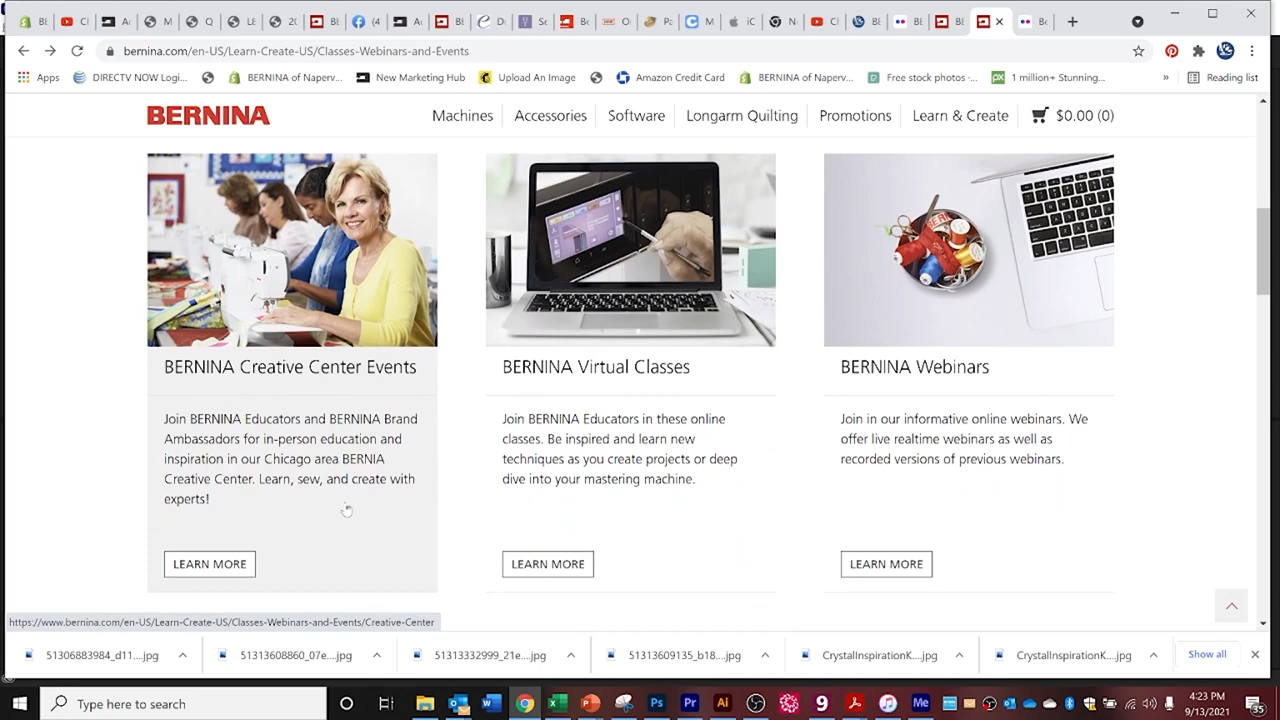 bernina.com/en-US/Learn-Create-US/Classes-Webinars-and-Events
Apps DIRECTV NOW Logi... BERNINA of Naperv... New Marketing Hub Upload An Image Amazon Credit Card BERNINA of Naperv... Free stock photos -... 1 million+ Stunning... » Reading list
BERNINA Machines Accessories Software Longarm Quilting Promotions Learn & Create $0.00 (0)
BERNINA Creative Center Events
Join BERNINA Educators and BERNINA Brand
Ambassadors for in-person education and
inspiration in our Chicago area BERNIA
Creative Center. Learn, sew, and create with
experts!
LEARN MORE
BERNINA Virtual Classes
Join BERNINA Educators in these online
classes. Be inspired and learn new
techniques as you create projects or deep
dive into your mastering machine.
LEARN MORE
BERNINA Webinars
Join in our informative online webinars. We
offer live realtime webinars as well as
recorded versions of previous webinars.
LEARN MORE
https://www.bernina.com/en-US/Learn-Create-US/Classes-Webinars-and-Events/Creative-Center
51306883984_d11....jpg 51313608860_07e....jpg 51313332999_21e....jpg 51313609135_b18....jpg CrystalInspirationK....jpg CrystalInspirationK....jpg Show all
Type here to search
4:23 PM
9/13/2021
35